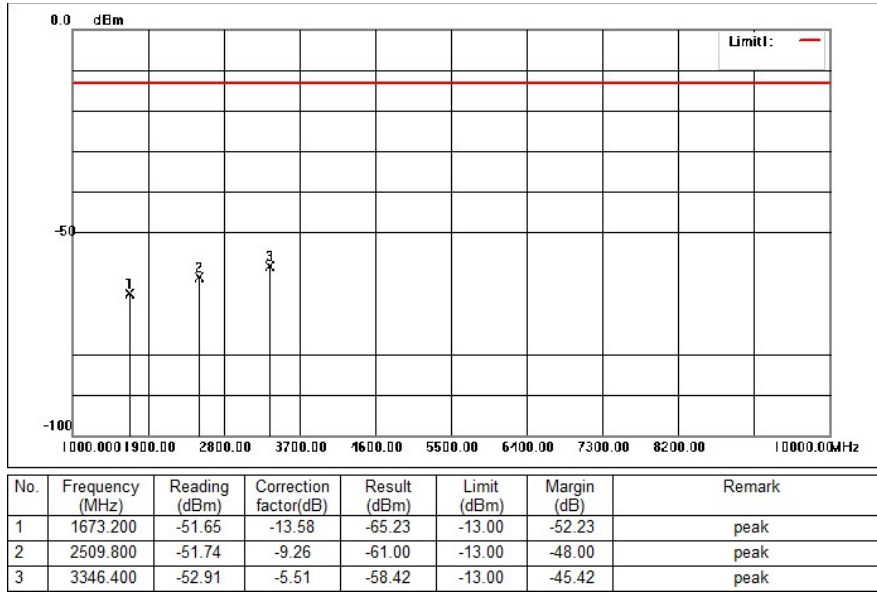 0.0 dBm
Limit1:
-50
3
2
1
-100
1000.000 1900.00 2800.00 3700.00 4600.00 5500.00 6400.00 7300.00 8200.00 10000.00 MHz
No. Frequency (MHz) Reading (dBm) Correction factor(dB) Result (dBm) Limit (dBm) Margin (dB) Remark
1 1673.200 -51.65 -13.58 -65.23 -13.00 -52.23 peak
2 2509.800 -51.74 -9.26 -61.00 -13.00 -48.00 peak
3 3346.400 -52.91 -5.51 -58.42 -13.00 -45.42 peak